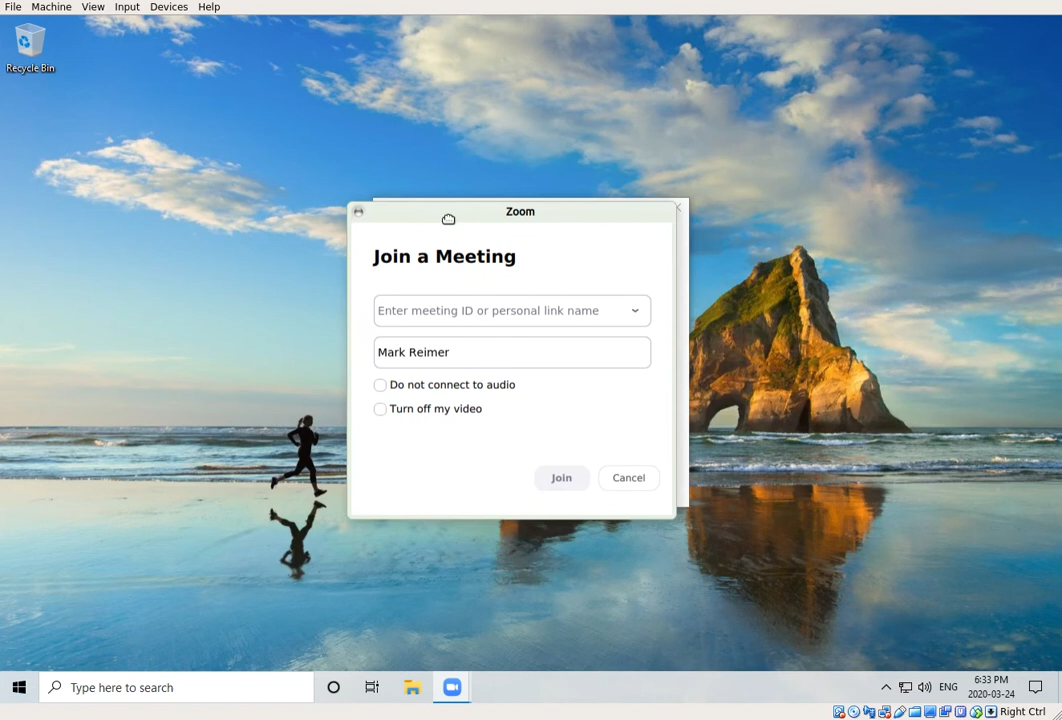 File Machine View Input Devices Help
Recycle Bin
Zoom
Join a Meeting
Enter meeting ID or personal link name
Mark Reimer
Do not connect to audio
Turn off my video
Join Cancel
Type here to search
ENG
6:33 PM
2020-03-24
Right Ctrl